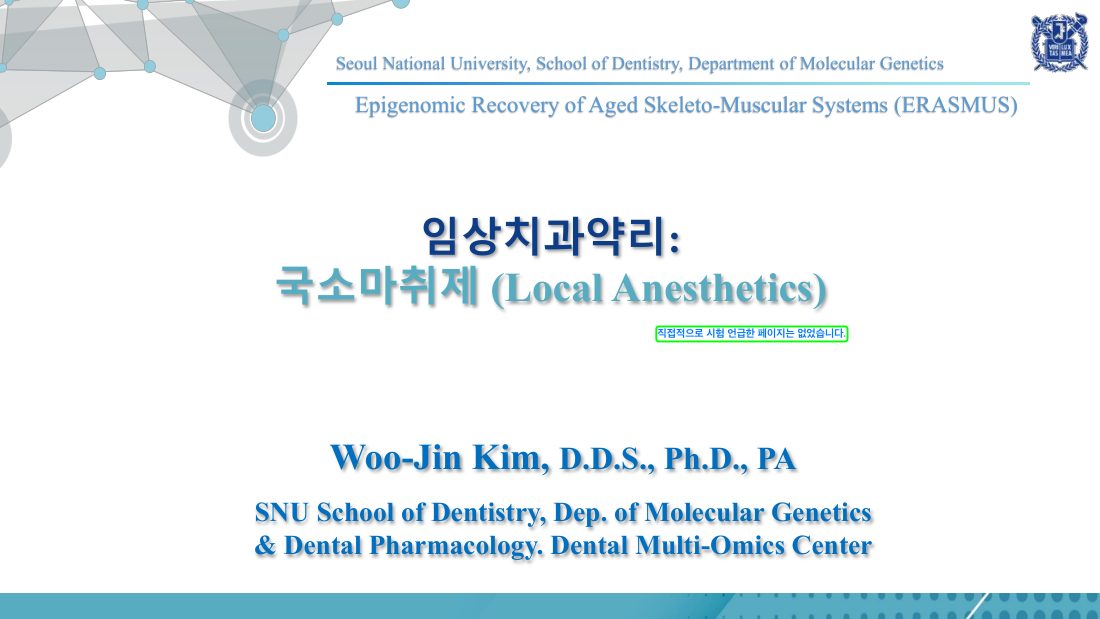 Seoul National University, School of Dentistry, Department of Molecular Genetics
Epigenomic Recovery of Aged Skeleto-Muscular Systems (ERASMUS)
임상치과약리:
국소마취제 (Local Anesthetics)
직접적으로 시험 언급한 페이지는 없었습니다.
Woo-Jin Kim, D.D.S., Ph.D., PA
SNU School of Dentistry, Dep. of Molecular Genetics
& Dental Pharmacology. Dental Multi-Omics Center